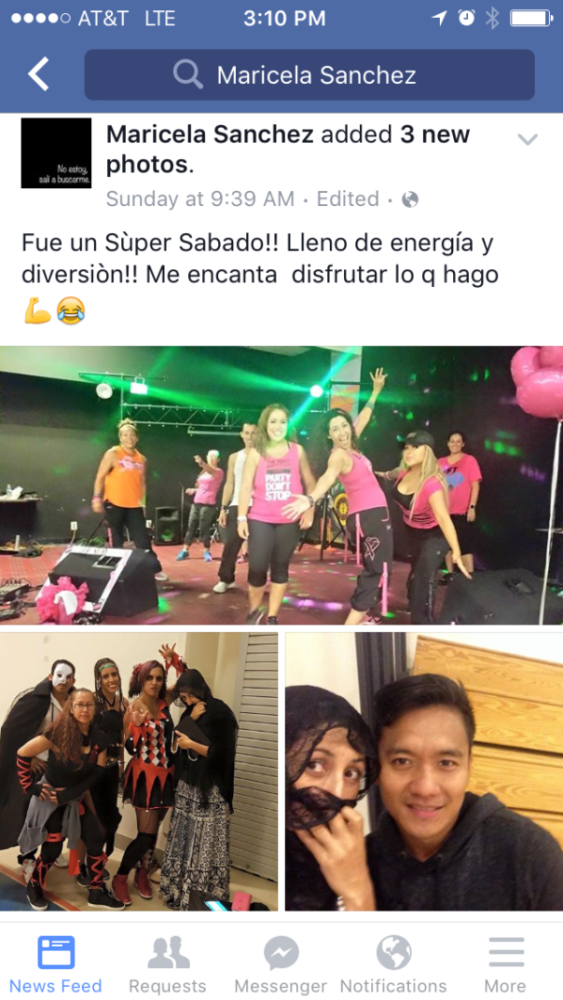 AT&T LTE 3:10 PM
Maricela Sanchez
No estoy,
salí a buscarme.
Maricela Sanchez added 3 new
photos.
Sunday at 9:39 AM · Edited ·
Fue un Sùper Sabado!! Lleno de energía y
diversiòn!! Me encanta  disfrutar lo q hago
PARTY
DON'T
STOP
News Feed Requests Messenger Notifications More